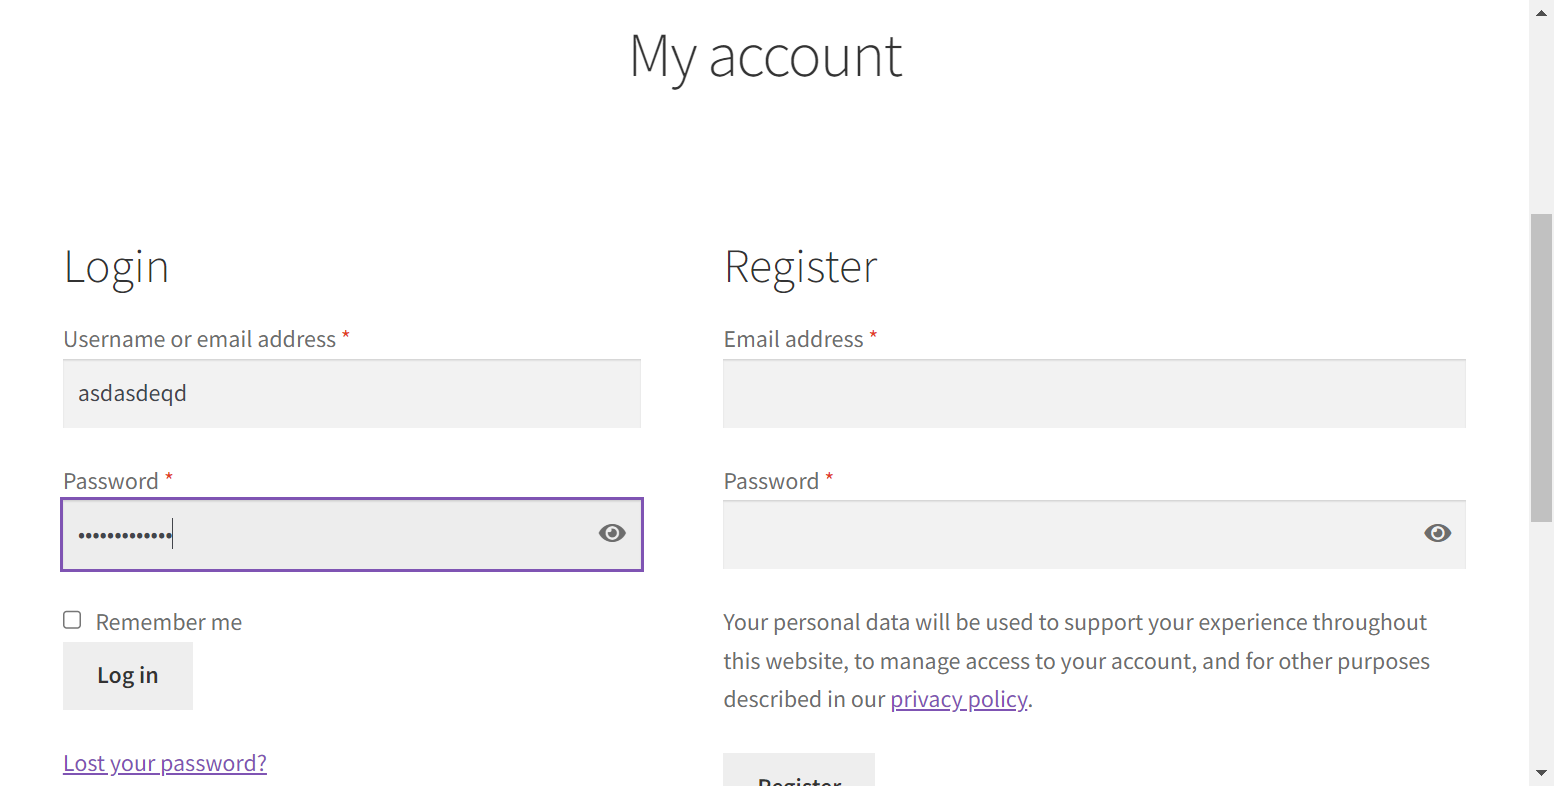 My account
Login
Username or email address *
asdasdeqd
Password *
•••••••••••••
Remember me
Log in
Lost your password?
Register
Email address *
Password *
Your personal data will be used to support your experience throughout
this website, to manage access to your account, and for other purposes
described in our privacy policy.
Register